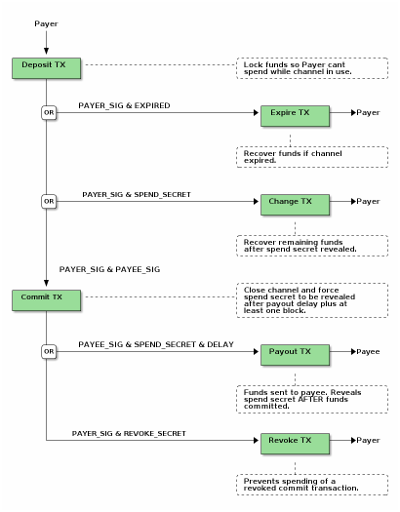 Payer
Deposit TX
Lock funds so Payer cant
spend while channel in use.
OR
PAYER_SIG & EXPIRED
Expire TX
Payer
Recover funds if channel
expired.
OR
PAYER_SIG & SPEND_SECRET
Change TX
Payer
Recover remaining funds
after spend secret revealed.
PAYER_SIG & PAYEE_SIG
Commit TX
Close channel and force
spend secret to be revealed
after payout delay plus at
least one block.
OR
PAYEE_SIG & SPEND_SECRET & DELAY
Payout TX
Payee
Funds sent to payee. Reveals
spend secret AFTER funds
committed.
PAYER_SIG & REVOKE_SECRET
Revoke TX
Payer
Prevents spending of a
revoked commit transaction.